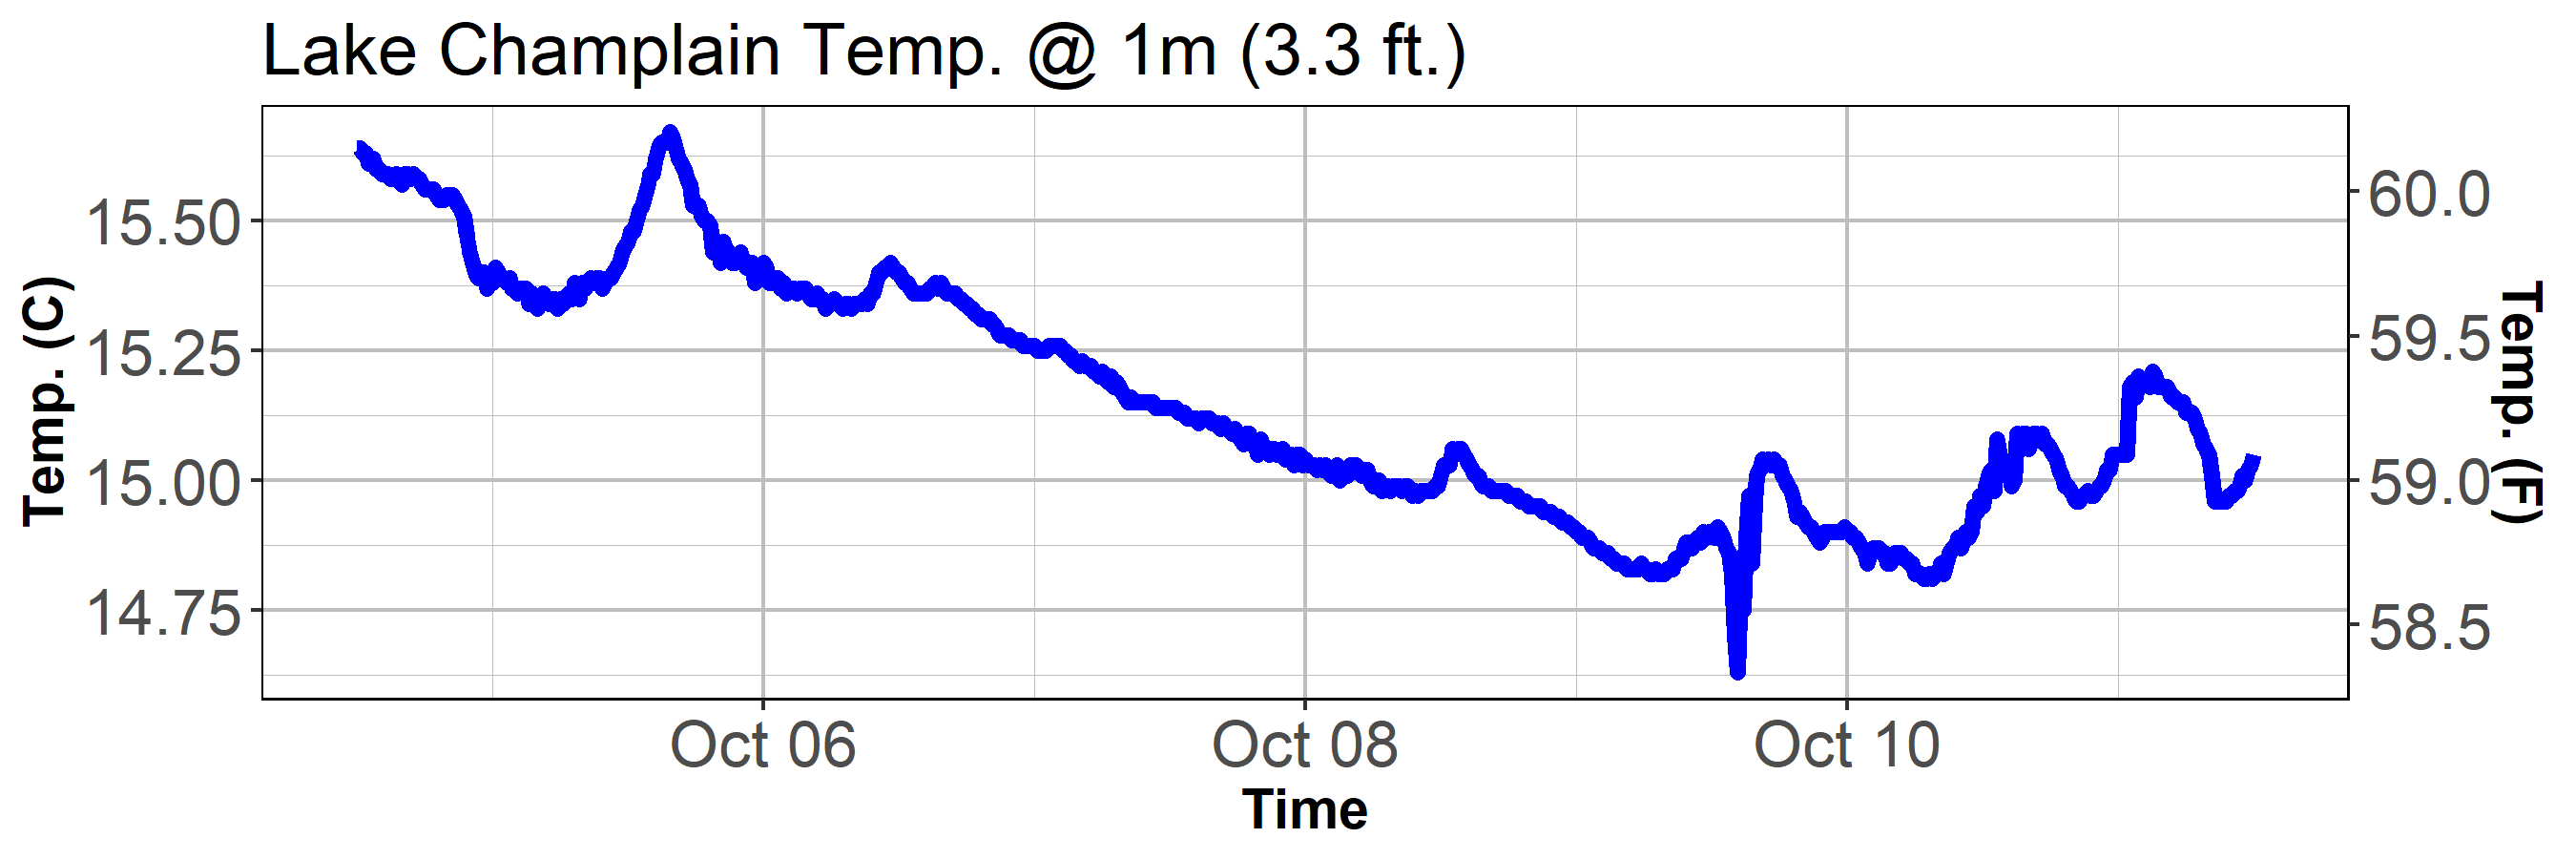 Lake Champlain Temp. @ 1m (3.3 ft.)
Temp. (C)
15.50
15.25
15.00
14.75
60.0
59.5
59.0
58.5
Temp. (F)
Oct 06
Oct 08
Oct 10
Time